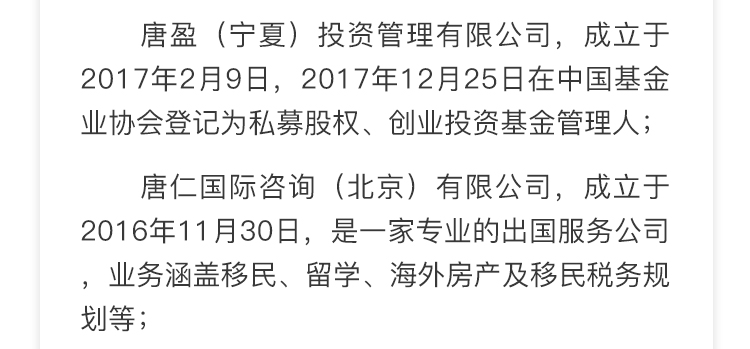 唐盈（宁夏）投资管理有限公司，成立于
2017年2月9日，2017年12月25日在中国基金
业协会登记为私募股权、创业投资基金管理人；
唐仁国际咨询（北京）有限公司，成立于
2016年11月30日，是一家专业的出国服务公司
，业务涵盖移民、留学、海外房产及移民税务规
划等；